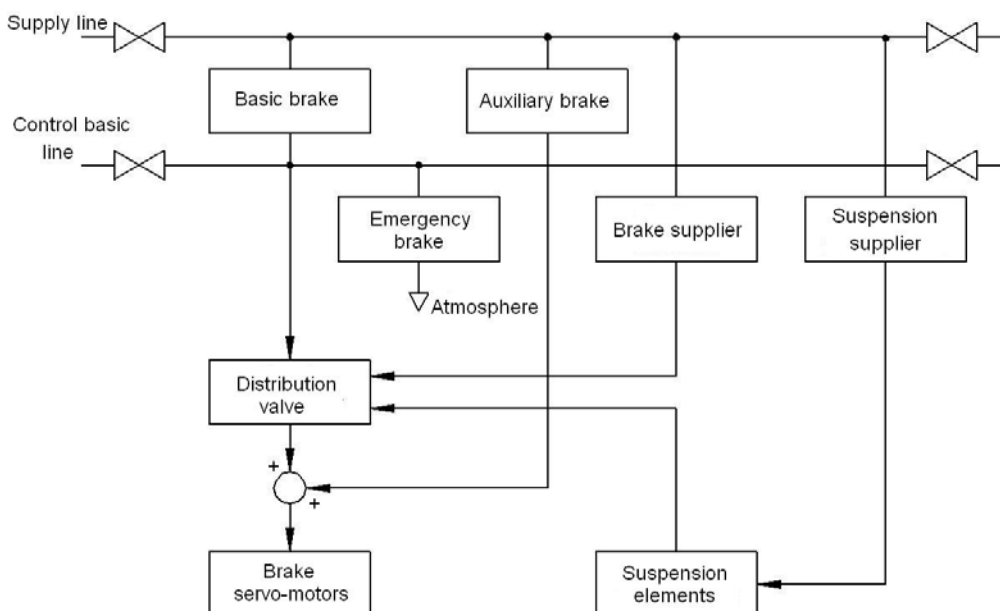 Supply line
Basic brake
Auxiliary brake
Control basic
line
Emergency
brake
Brake supplier
Suspension
supplier
Atmosphere
Distribution
valve
+
+
Brake
servo-motors
Suspension
elements